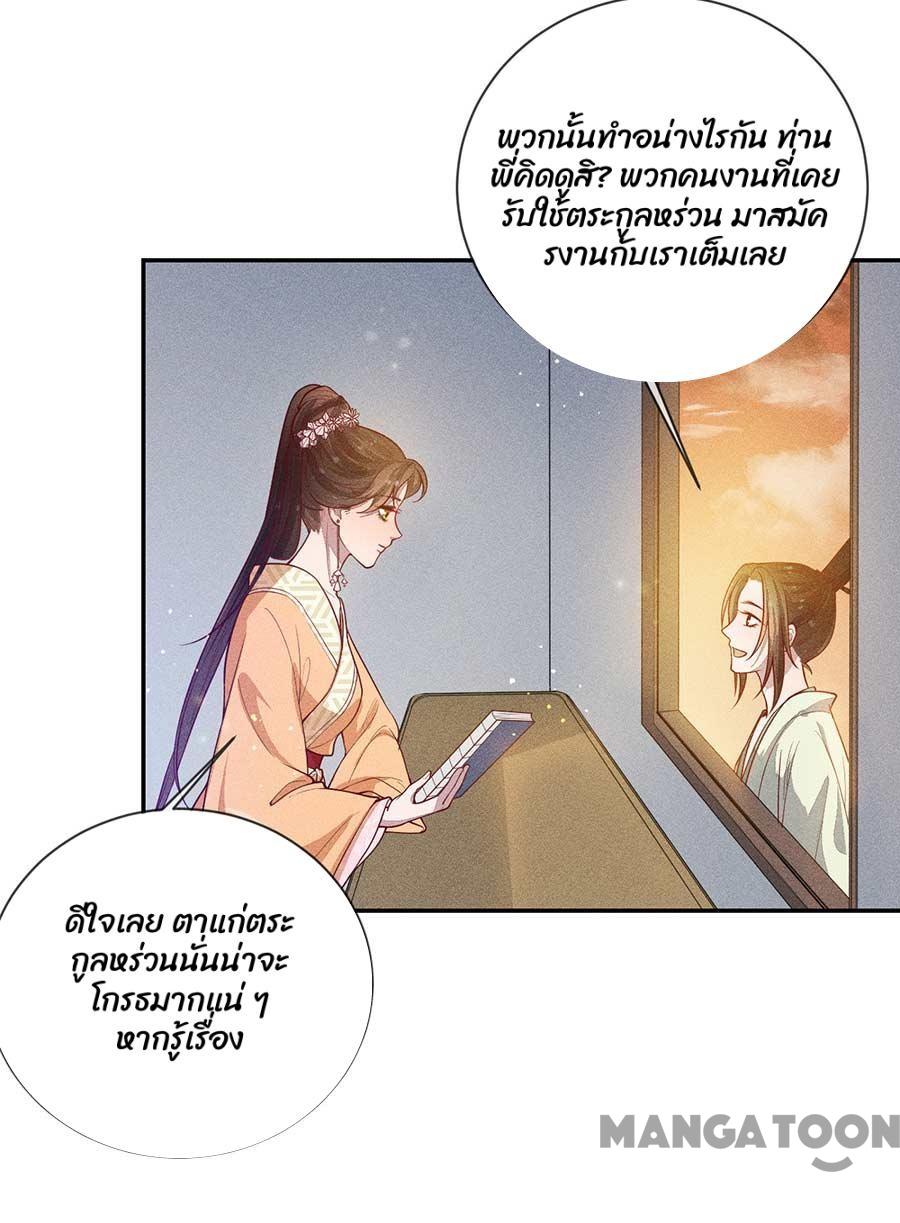 พวกนั้นทำอน่างไรกัน ท่าน
พี่คิดดูสิ? พวกคนงานที่เคย
รับใช้ตระกูลหร่วน มาสมัค
รงานกับเราเต็มเลย
ดีใจเลย ตาแก่ตระ
กูลหร่วนนั่นน่าจะ
โกรธมากแน่ ๆ
หากรู้เรื่อง
MANGATOON